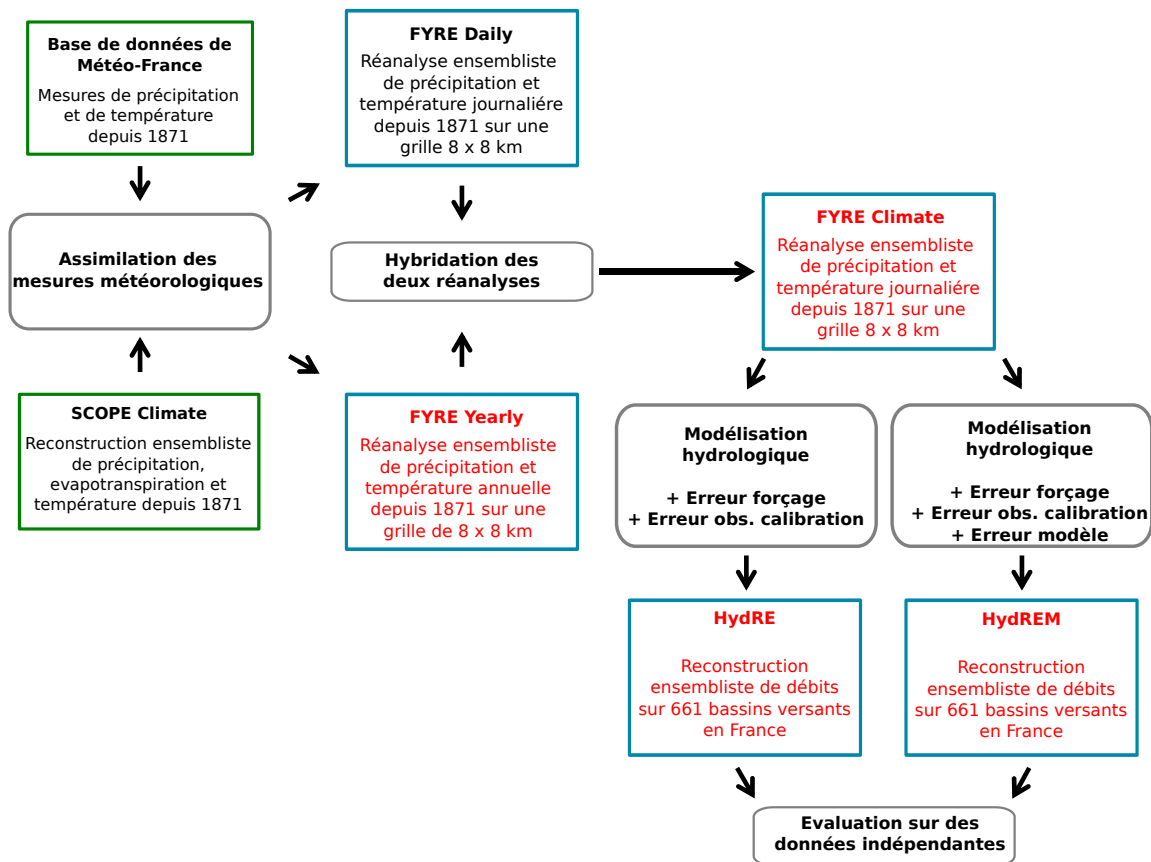 Base de données de
Météo-France
Mesures de précipitation
et de température
depuis 1871
FYRE Daily
Réanalyse ensembliste
de précipitation et
température journaliére
depuis 1871 sur une
grille 8 x 8 km
Assimilation des
mesures météorologiques
Hybridation des
deux réanalyses
FYRE Climate
Réanalyse ensembliste
de précipitation et
température journaliére
depuis 1871 sur une
grille 8 x 8 km
SCOPE Climate
Reconstruction ensembliste
de précipitation,
evapotranspiration et
température depuis 1871
FYRE Yearly
Réanalyse ensembliste
de précipitation et
température annuelle
depuis 1871 sur une
grille de 8 x 8 km
Modélisation
hydrologique
+ Erreur forçage
+ Erreur obs. calibration
Modélisation
hydrologique
+ Erreur forçage
+ Erreur obs. calibration
+ Erreur modèle
HydRE
Reconstruction
ensembliste de débits
sur 661 bassins versants
en France
HydREM
Reconstruction
ensembliste de débits
sur 661 bassins versants
en France
Evaluation sur des
données indépendantes